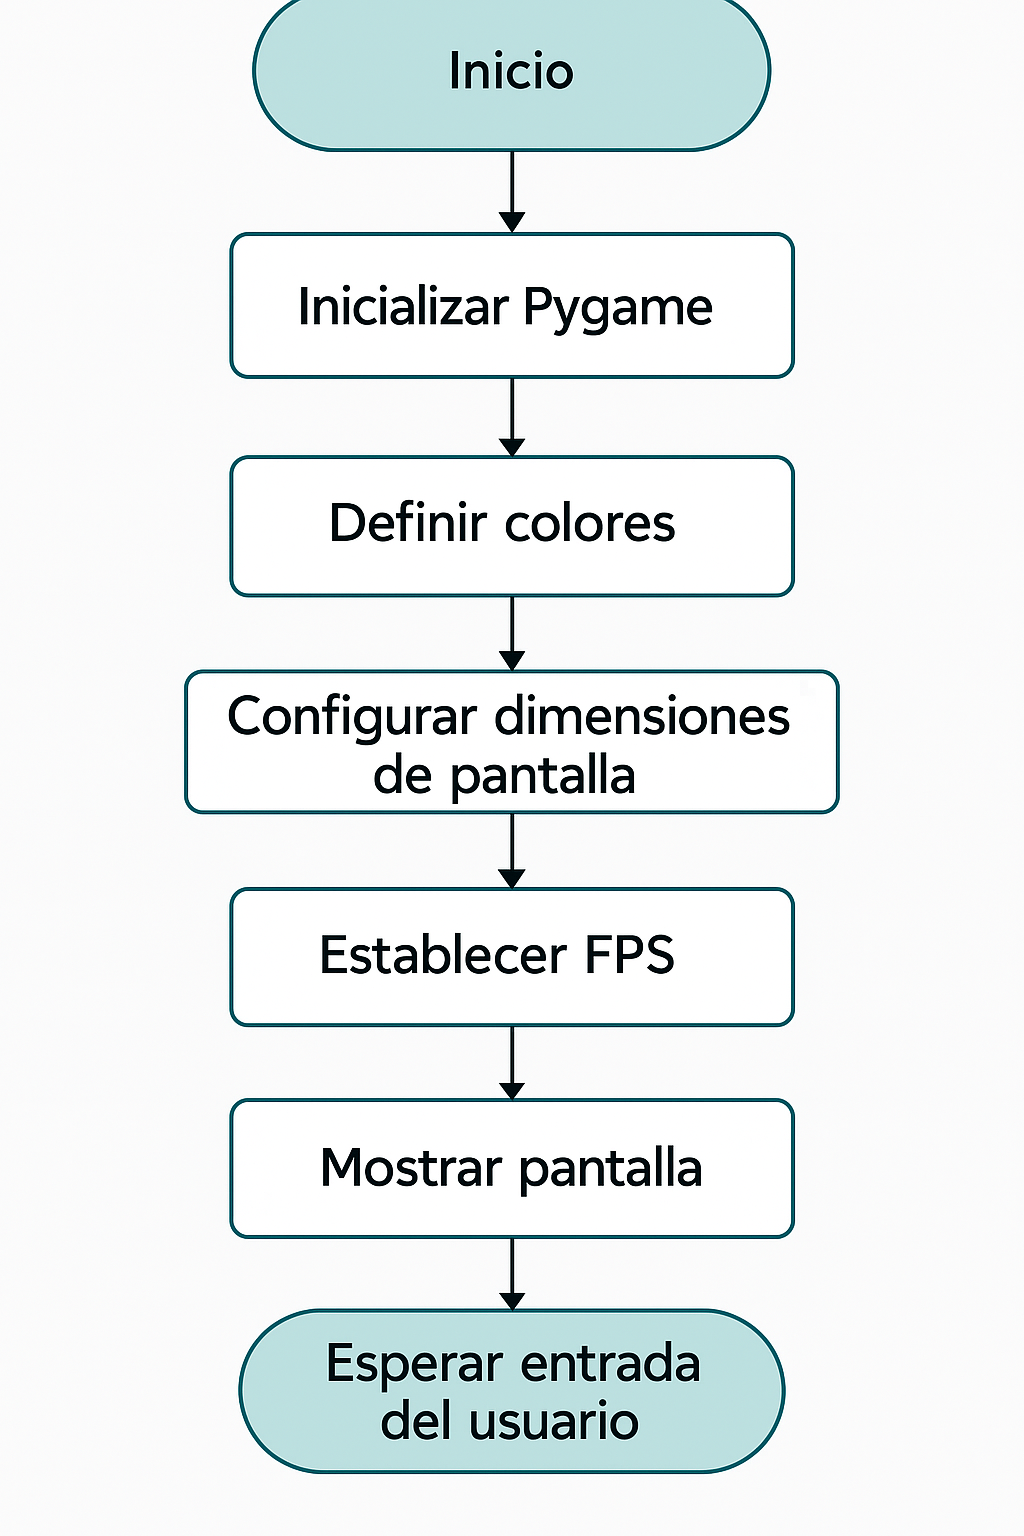 Inicio
Inicializar Pygame
Definir colores
Configurar dimensiones
de pantalla
Establecer FPS
Mostrar pantalla
Esperar entrada
del usuario